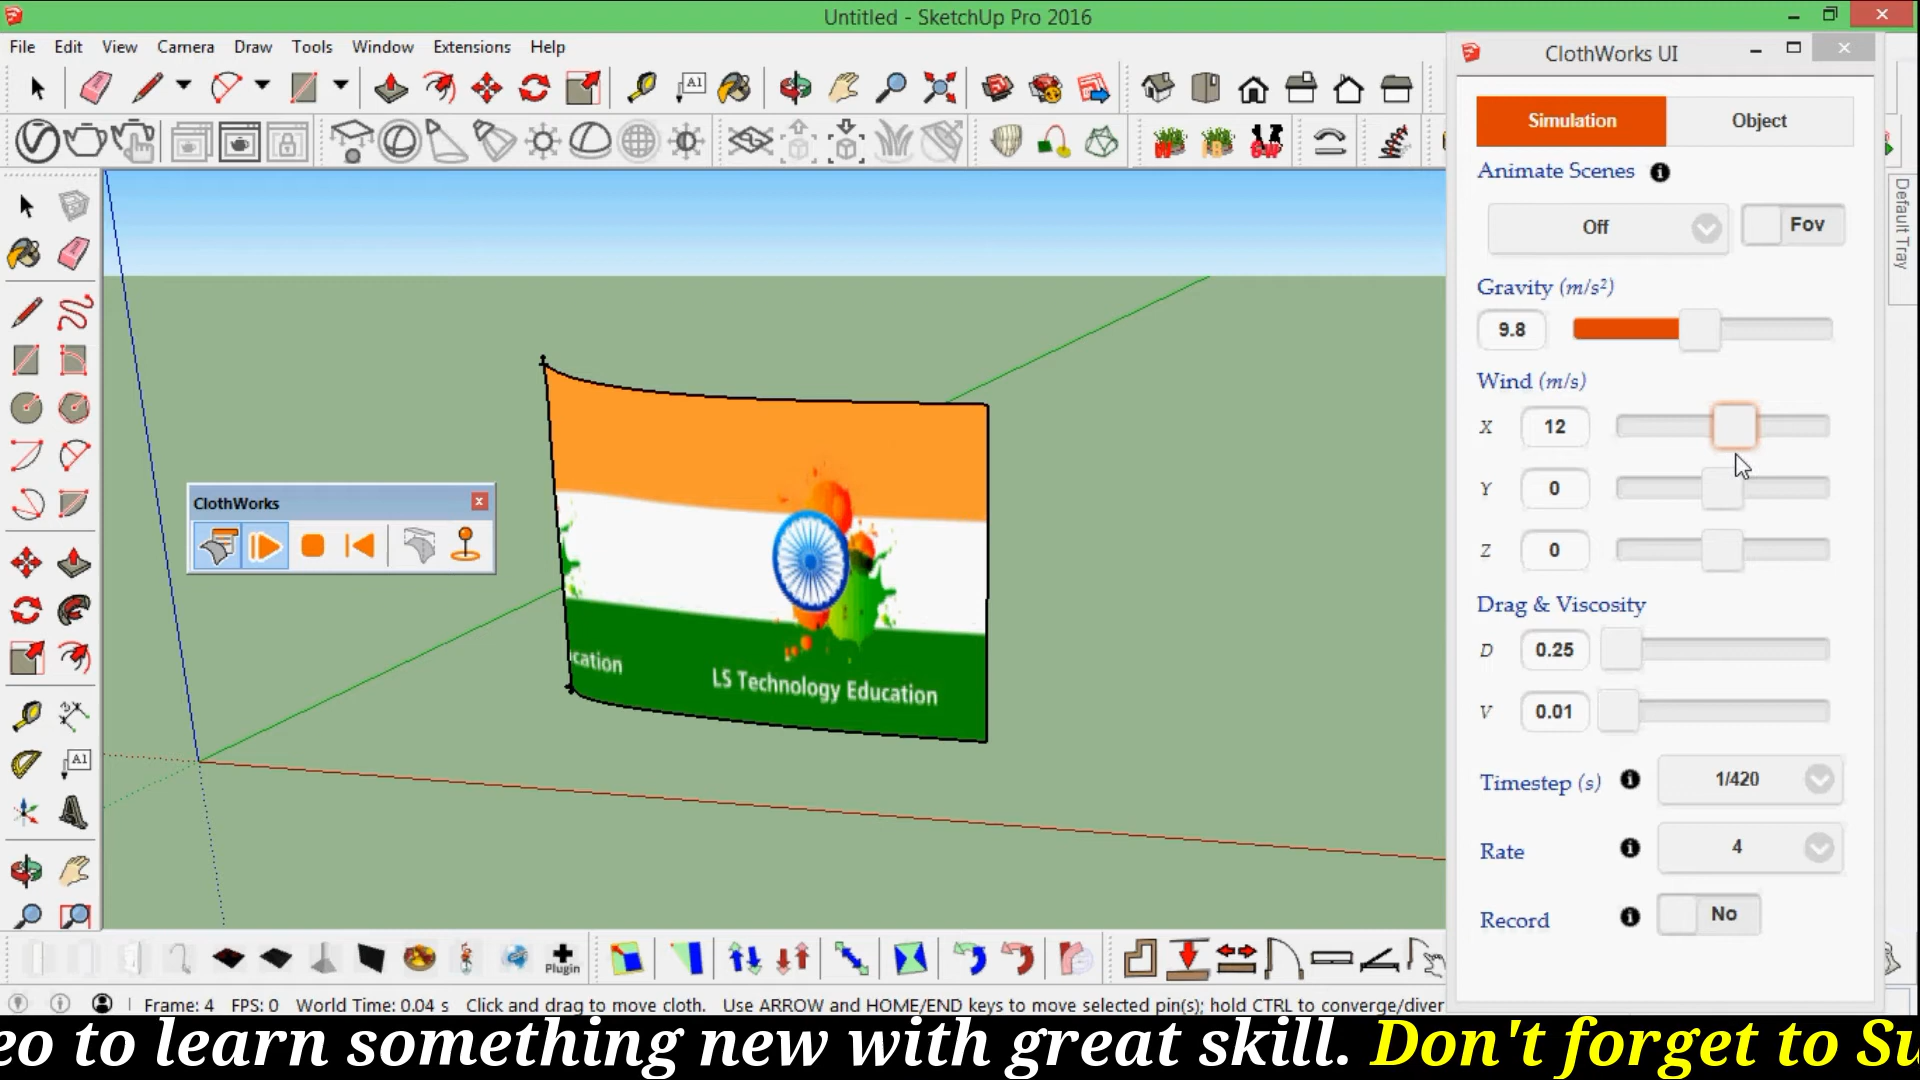 Untitled - SketchUp Pro 2016
File Edit View Camera Draw Tools Window Extensions Help
ClothWorks UI
Simulation Object
Animate Scenes
Off Fov
Gravity (m/s²)
9.8
Wind (m/s)
X 12
Y 0
Z 0
Drag & Viscosity
D 0.25
V 0.01
Timestep (s) 1/420
Rate 4
Record No
Default Tray
A1
ClothWorks
cation
LS Technology Education
A1
Plugin
Frame: 4 FPS: 0 World Time: 0.04 s Click and drag to move cloth. Use ARROW and HOME/END keys to move selected pin(s); hold CTRL to converge/diver
eo to learn something new with great skill. Don't forget to Su